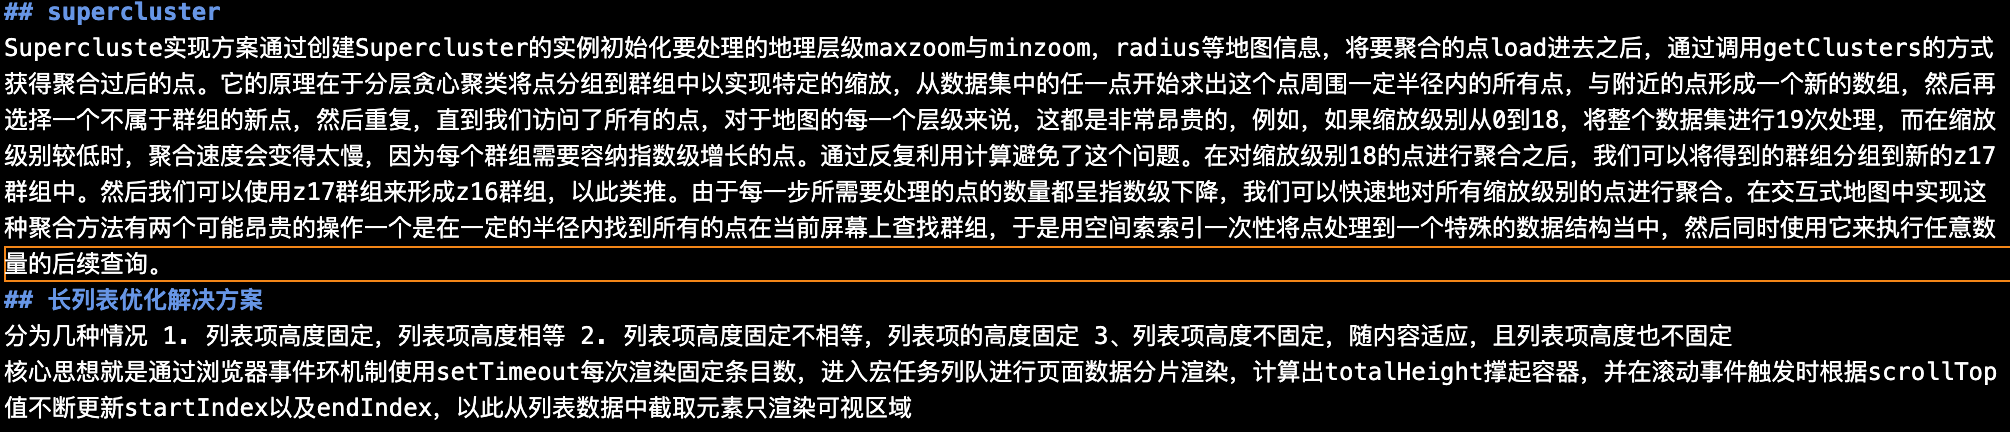 ## supercluster
Supercluste实现方案通过创建Supercluster的实例初始化要处理的地理层级maxzoom与minzoom，radius等地图信息，将要聚合的点load进去之后，通过调用getClusters的方式
获得聚合过后的点。它的原理在于分层贪心聚类将点分组到群组中以实现特定的缩放，从数据集中的任一点开始求出这个点周围一定半径内的所有点，与附近的点形成一个新的数组，然后再
选择一个不属于群组的新点，然后重复，直到我们访问了所有的点，对于地图的每一个层级来说，这都是非常昂贵的，例如，如果缩放级别从0到18，将整个数据集进行19次处理，而在缩放
级别较低时，聚合速度会变得太慢，因为每个群组需要容纳指数级增长的点。通过反复利用计算避免了这个问题。在对缩放级别18的点进行聚合之后，我们可以将得到的群组分组到新的z17
群组中。然后我们可以使用z17群组来形成z16群组，以此类推。由于每一步所需要处理的点的数量都呈指数级下降，我们可以快速地对所有缩放级别的点进行聚合。在交互式地图中实现这
种聚合方法有两个可能昂贵的操作一个是在一定的半径内找到所有的点在当前屏幕上查找群组，于是用空间索索引一次性将点处理到一个特殊的数据结构当中，然后同时使用它来执行任意数
量的后续查询。
## 长列表优化解决方案
分为几种情况 1. 列表项高度固定，列表项高度相等 2. 列表项高度固定不相等，列表项的高度固定 3、列表项高度不固定，随内容适应，且列表项高度也不固定
核心思想就是通过浏览器事件环机制使用setTimeout每次渲染固定条目数，进入宏任务列队进行页面数据分片渲染，计算出totalHeight撑起容器，并在滚动事件触发时根据scrollTop
值不断更新startIndex以及endIndex，以此从列表数据中截取元素只渲染可视区域